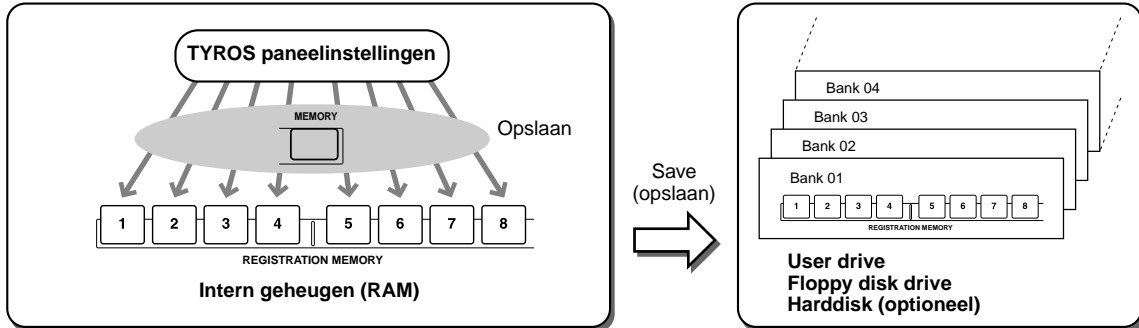 TYROS paneelinstellingen
MEMORY
Opslaan
1 2 3 4 5 6 7 8
REGISTRATION MEMORY
Intern geheugen (RAM)
Save
(opslaan)
Bank 04
Bank 03
Bank 02
Bank 01
1 2 3 4 5 6 7 8
REGISTRATION MEMORY
User drive
Floppy disk drive
Harddisk (optioneel)